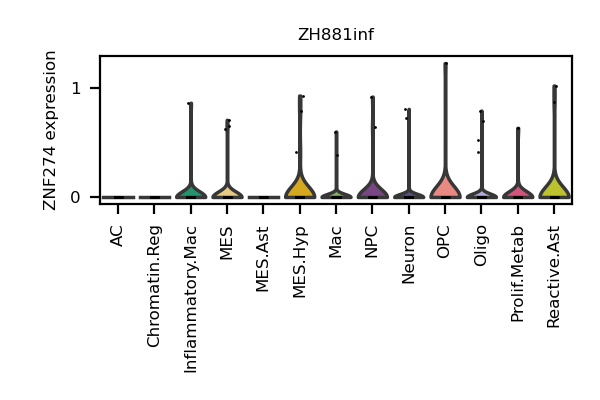 ZH881inf
ZNF274 expression
1
0
AC
Chromatin.Reg
Inflammatory.Mac
MES
MES.Ast
MES.Hyp
Mac
NPC
Neuron
OPC
Oligo
Prolif.Metab
Reactive.Ast